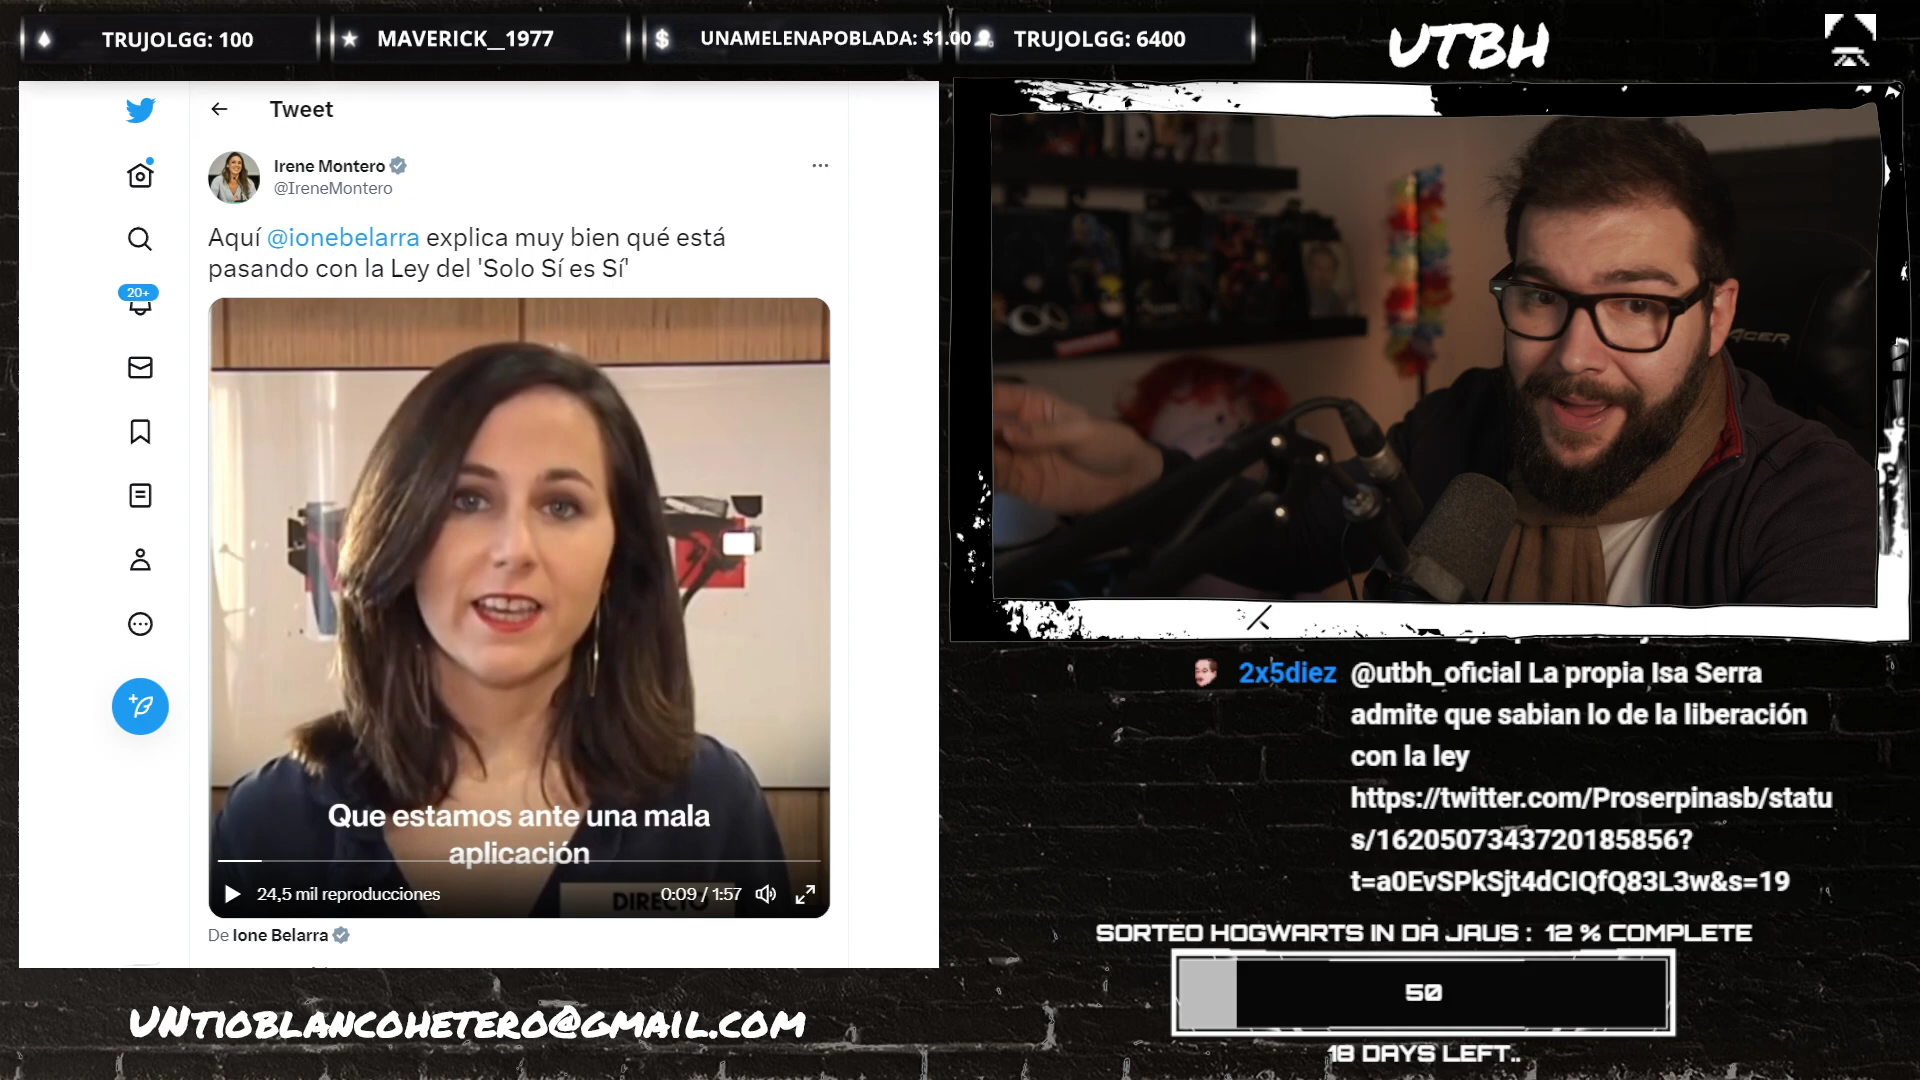 TRUJOLGG: 100
MAVERICK__1977
UNAMELENAPOBLADA: $1.00
TRUJOLGG: 6400
UTBH
Tweet
Irene Montero
@IreneMontero
Aquí @ionebelarra explica muy bien qué está
pasando con la Ley del 'Solo Sí es Sí'
20+
Que estamos ante una mala
aplicación
24,5 mil reproducciones
DIRECTO
0:09 / 1:57
De Ione Belarra
UNTIOBLANCOHETERO@GMAIL.COM
ACER
2x5diez @utbh_oficial La propia Isa Serra
admite que sabian lo de la liberación
con la ley
https://twitter.com/Proserpinasb/statu
s/1620507343720185856?
t=a0EvSPkSjt4dCIQfQ83L3w&s=19
SORTEO HOGWARTS IN DA JAUS : 12 % COMPLETE
50
18 DAYS LEFT..